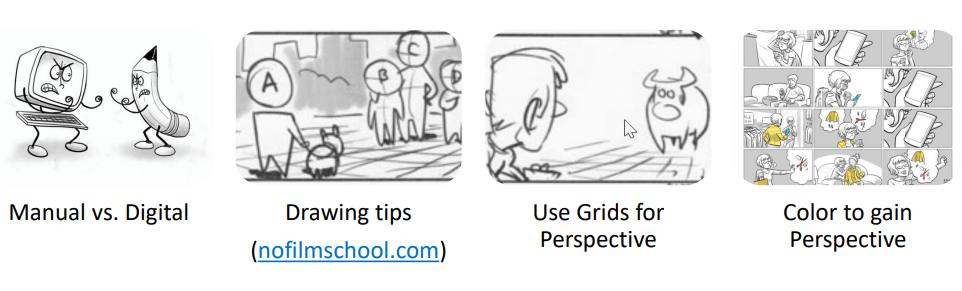 A
B
C
D
Manual vs. Digital
Drawing tips
(nofilmschool.com)
Use Grids for
Perspective
Color to gain
Perspective